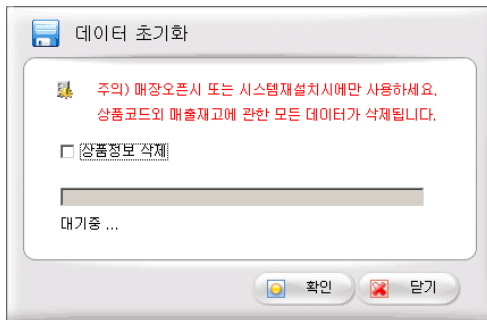 데이터 초기화
주의) 매장오픈시 또는 시스템재설치시에만 사용하세요.
상품코드외 매출재고에 관한 모든 데이터가 삭제됩니다.
상품정보 삭제
대기중 ...
확인 닫기